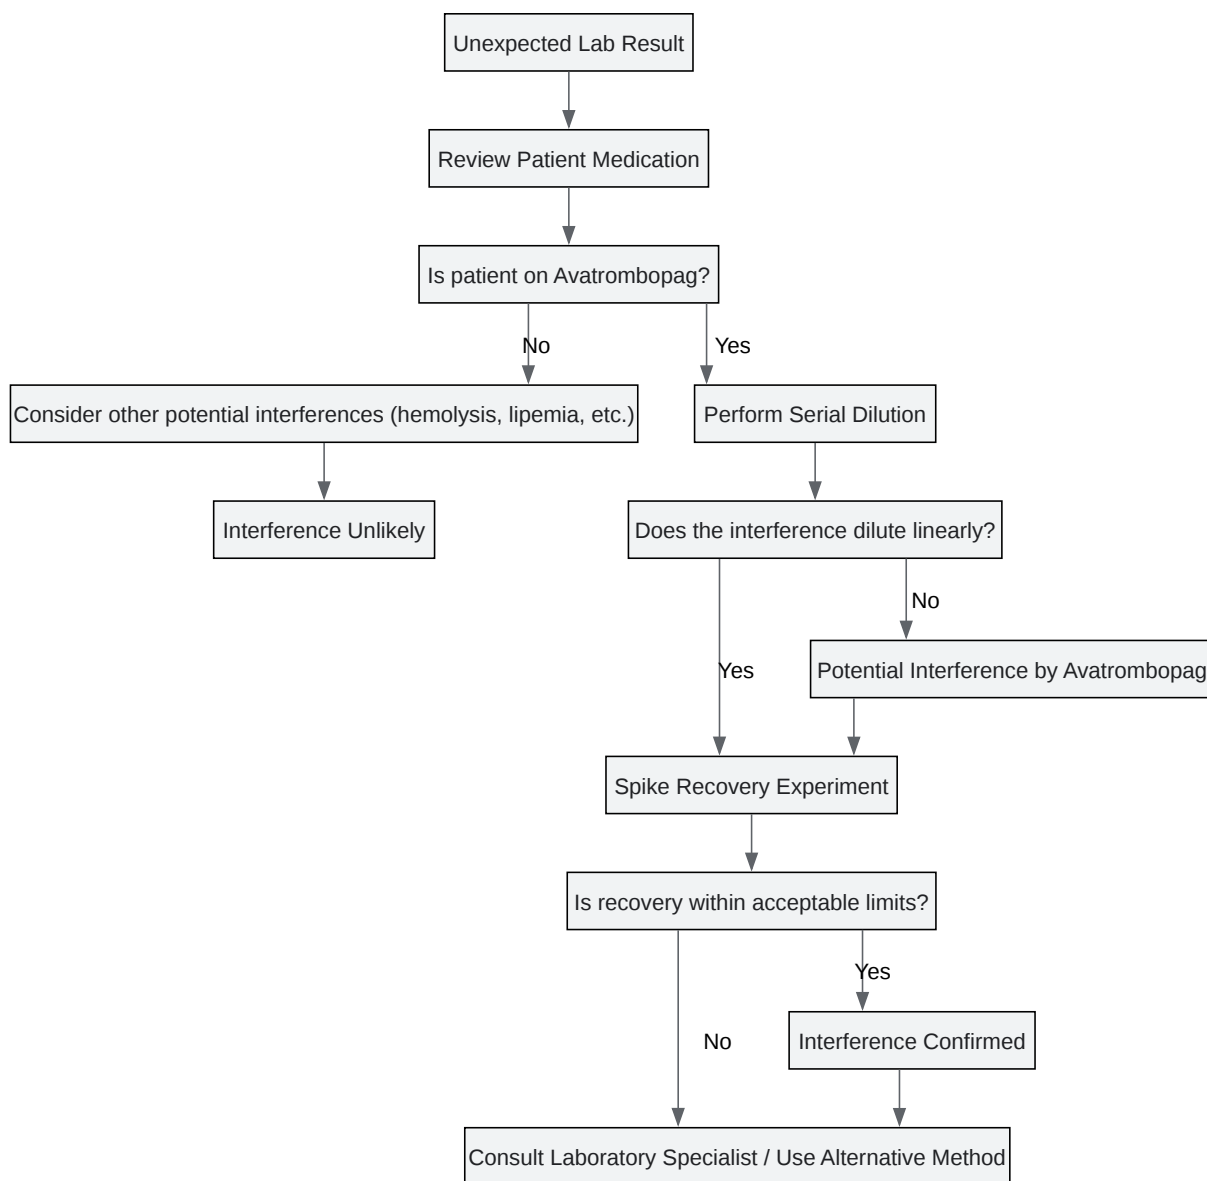 Unexpected Lab Result
Review Patient Medication
Is patient on Avatrombopag?
No
Yes
Consider other potential interferences (hemolysis, lipemia, etc.)
Perform Serial Dilution
Interference Unlikely
Does the interference dilute linearly?
No
Yes
Potential Interference by Avatrombopag
Spike Recovery Experiment
Is recovery within acceptable limits?
Yes
No
Interference Confirmed
Consult Laboratory Specialist / Use Alternative Method